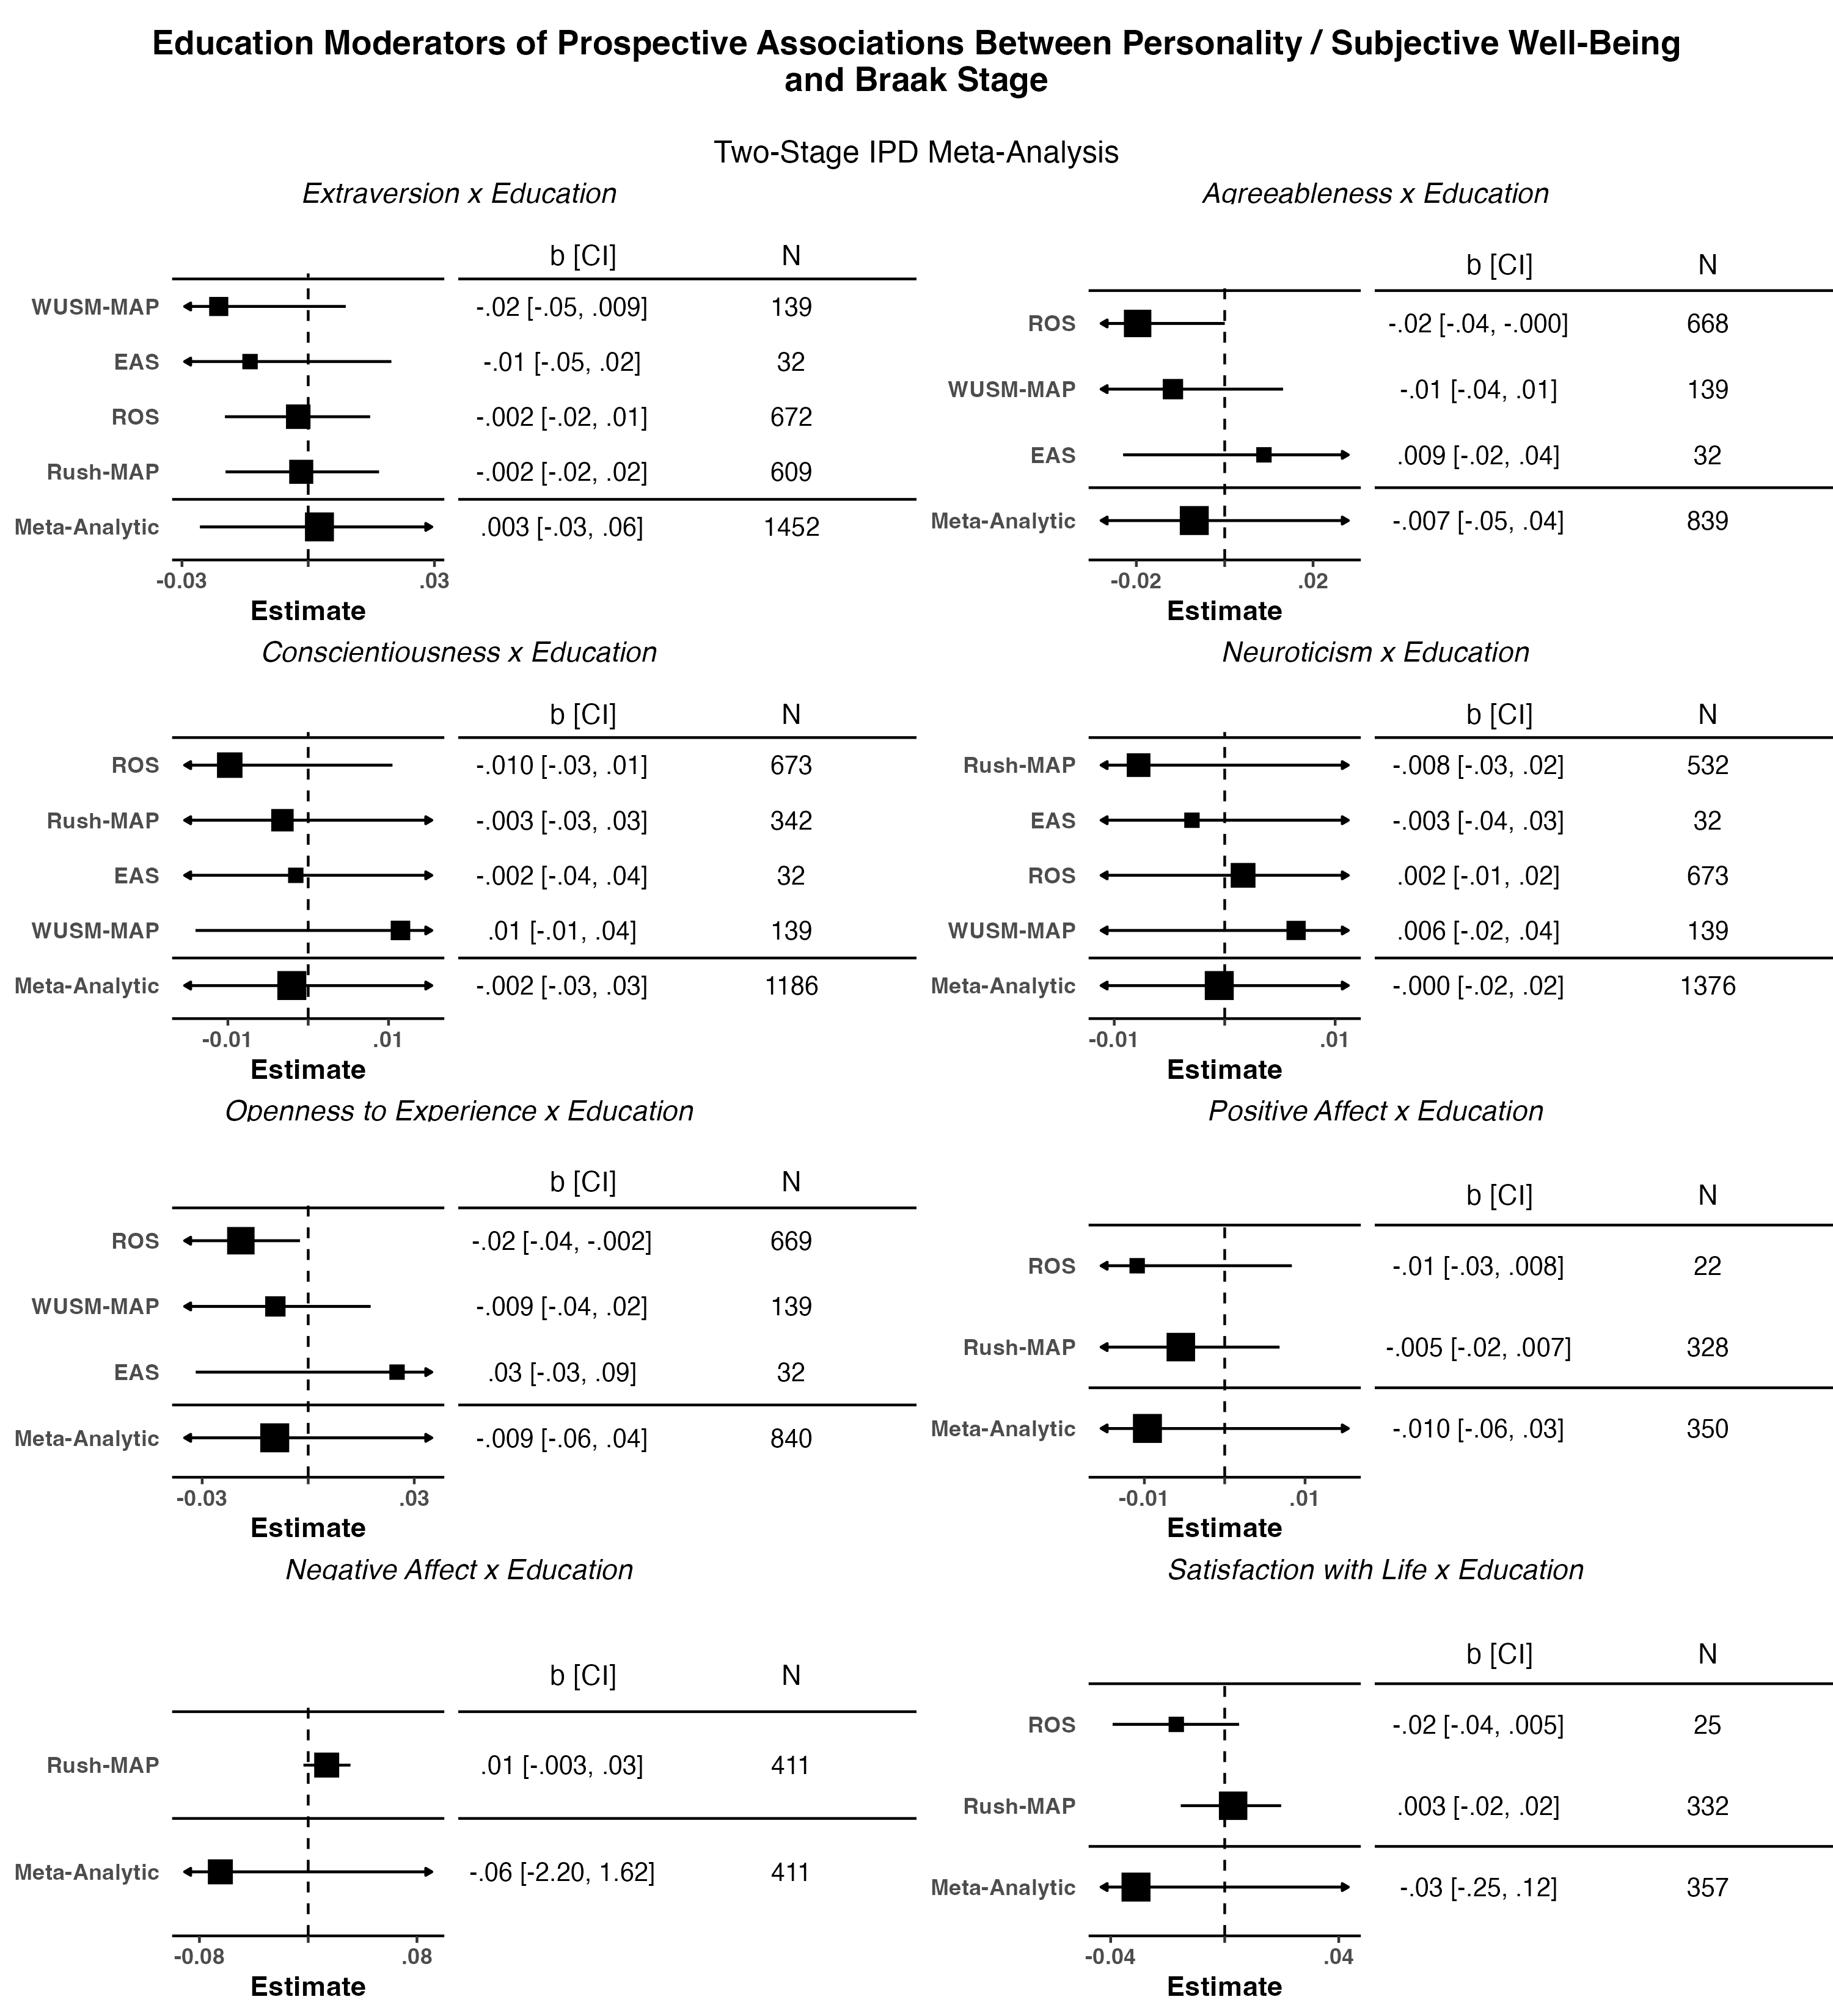 Education Moderators of Prospective Associations Between Personality / Subjective Well-Being
and Braak Stage
Two-Stage IPD Meta-Analysis
Extraversion x Education
b [CI] N
WUSM-MAP -.02 [-.05, .009] 139
EAS -.01 [-.05, .02] 32
ROS -.002 [-.02, .01] 672
Rush-MAP -.002 [-.02, .02] 609
Meta-Analytic .003 [-.03, .06] 1452
-0.03 .03
Estimate
Agreeableness x Education
b [CI] N
ROS -.02 [-.04, -.000] 668
WUSM-MAP -.01 [-.04, .01] 139
EAS .009 [-.02, .04] 32
Meta-Analytic -.007 [-.05, .04] 839
-0.02 .02
Estimate
Conscientiousness x Education
b [CI] N
ROS -.010 [-.03, .01] 673
Rush-MAP -.003 [-.03, .03] 342
EAS -.002 [-.04, .04] 32
WUSM-MAP .01 [-.01, .04] 139
Meta-Analytic -.002 [-.03, .03] 1186
-0.01 .01
Estimate
Neuroticism x Education
b [CI] N
Rush-MAP -.008 [-.03, .02] 532
EAS -.003 [-.04, .03] 32
ROS .002 [-.01, .02] 673
WUSM-MAP .006 [-.02, .04] 139
Meta-Analytic -.000 [-.02, .02] 1376
-0.01 .01
Estimate
Openness to Experience x Education
b [CI] N
ROS -.02 [-.04, -.002] 669
WUSM-MAP -.009 [-.04, .02] 139
EAS .03 [-.03, .09] 32
Meta-Analytic -.009 [-.06, .04] 840
-0.03 .03
Estimate
Positive Affect x Education
b [CI] N
ROS -.01 [-.03, .008] 22
Rush-MAP -.005 [-.02, .007] 328
Meta-Analytic -.010 [-.06, .03] 350
-0.01 .01
Estimate
Negative Affect x Education
b [CI] N
Rush-MAP .01 [-.003, .03] 411
Meta-Analytic -.06 [-2.20, 1.62] 411
-0.08 .08
Estimate
Satisfaction with Life x Education
b [CI] N
ROS -.02 [-.04, .005] 25
Rush-MAP .003 [-.02, .02] 332
Meta-Analytic -.03 [-.25, .12] 357
-0.04 .04
Estimate